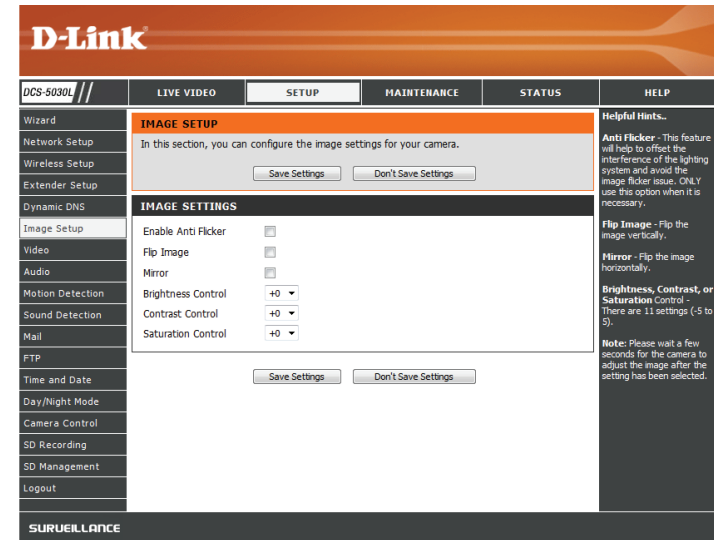 D-Link
DCS-5030L //
LIVE VIDEO
SETUP
MAINTENANCE
STATUS
HELP
Wizard
Network Setup
Wireless Setup
Extender Setup
Dynamic DNS
Image Setup
Video
Audio
Motion Detection
Sound Detection
Mail
FTP
Time and Date
Day/Night Mode
Camera Control
SD Recording
SD Management
Logout
IMAGE SETUP
In this section, you can configure the image settings for your camera.
Save Settings Don't Save Settings
IMAGE SETTINGS
Enable Anti Flicker
Flip Image
Mirror
Brightness Control +0
Contrast Control +0
Saturation Control +0
Save Settings Don't Save Settings
Helpful Hints..
Anti Flicker - This feature
will help to offset the
interference of the lighting
system and avoid the
image flicker issue. ONLY
use this option when it is
necessary.
Flip Image - Flip the
image vertically.
Mirror - Flip the image
horizontally.
Brightness, Contrast, or
Saturation Control -
There are 11 settings (-5 to
5).
Note: Please wait a few
seconds for the camera to
adjust the image after the
setting has been selected.
SURVEILLANCE